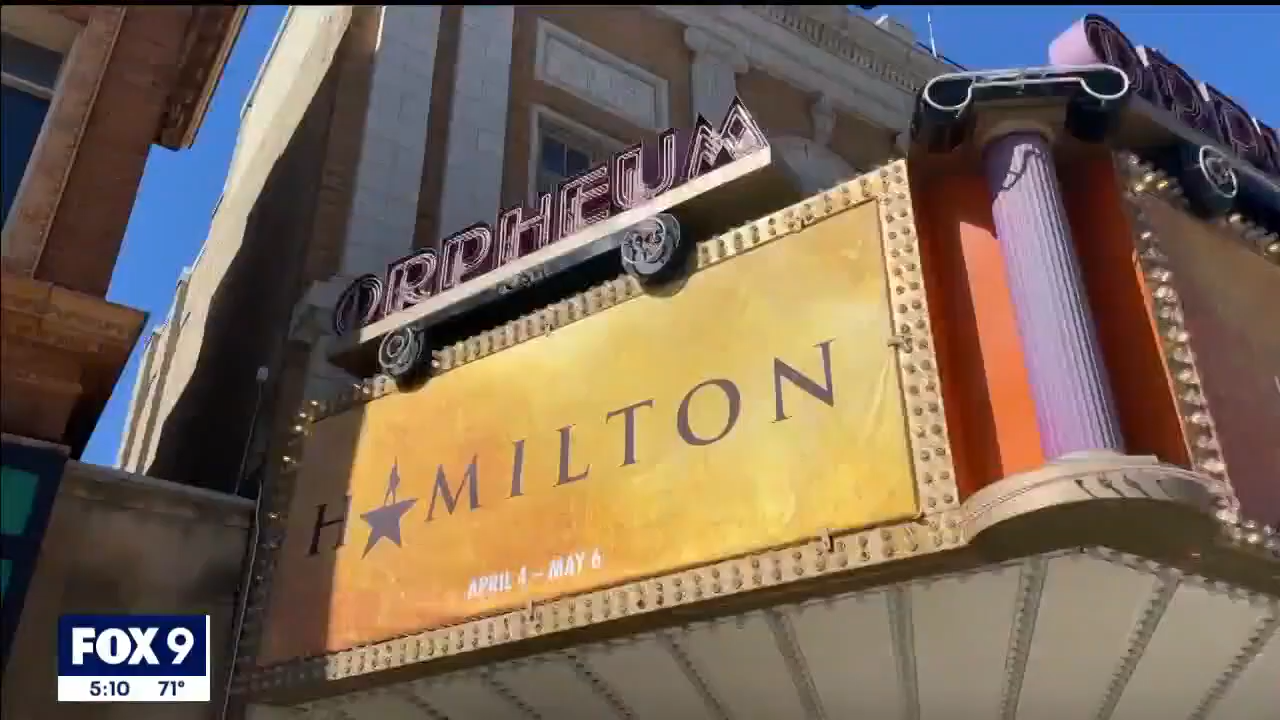 ORPHEUM
HAMILTON
APRIL 4 – MAY 6
FOX 9
5:10 71°